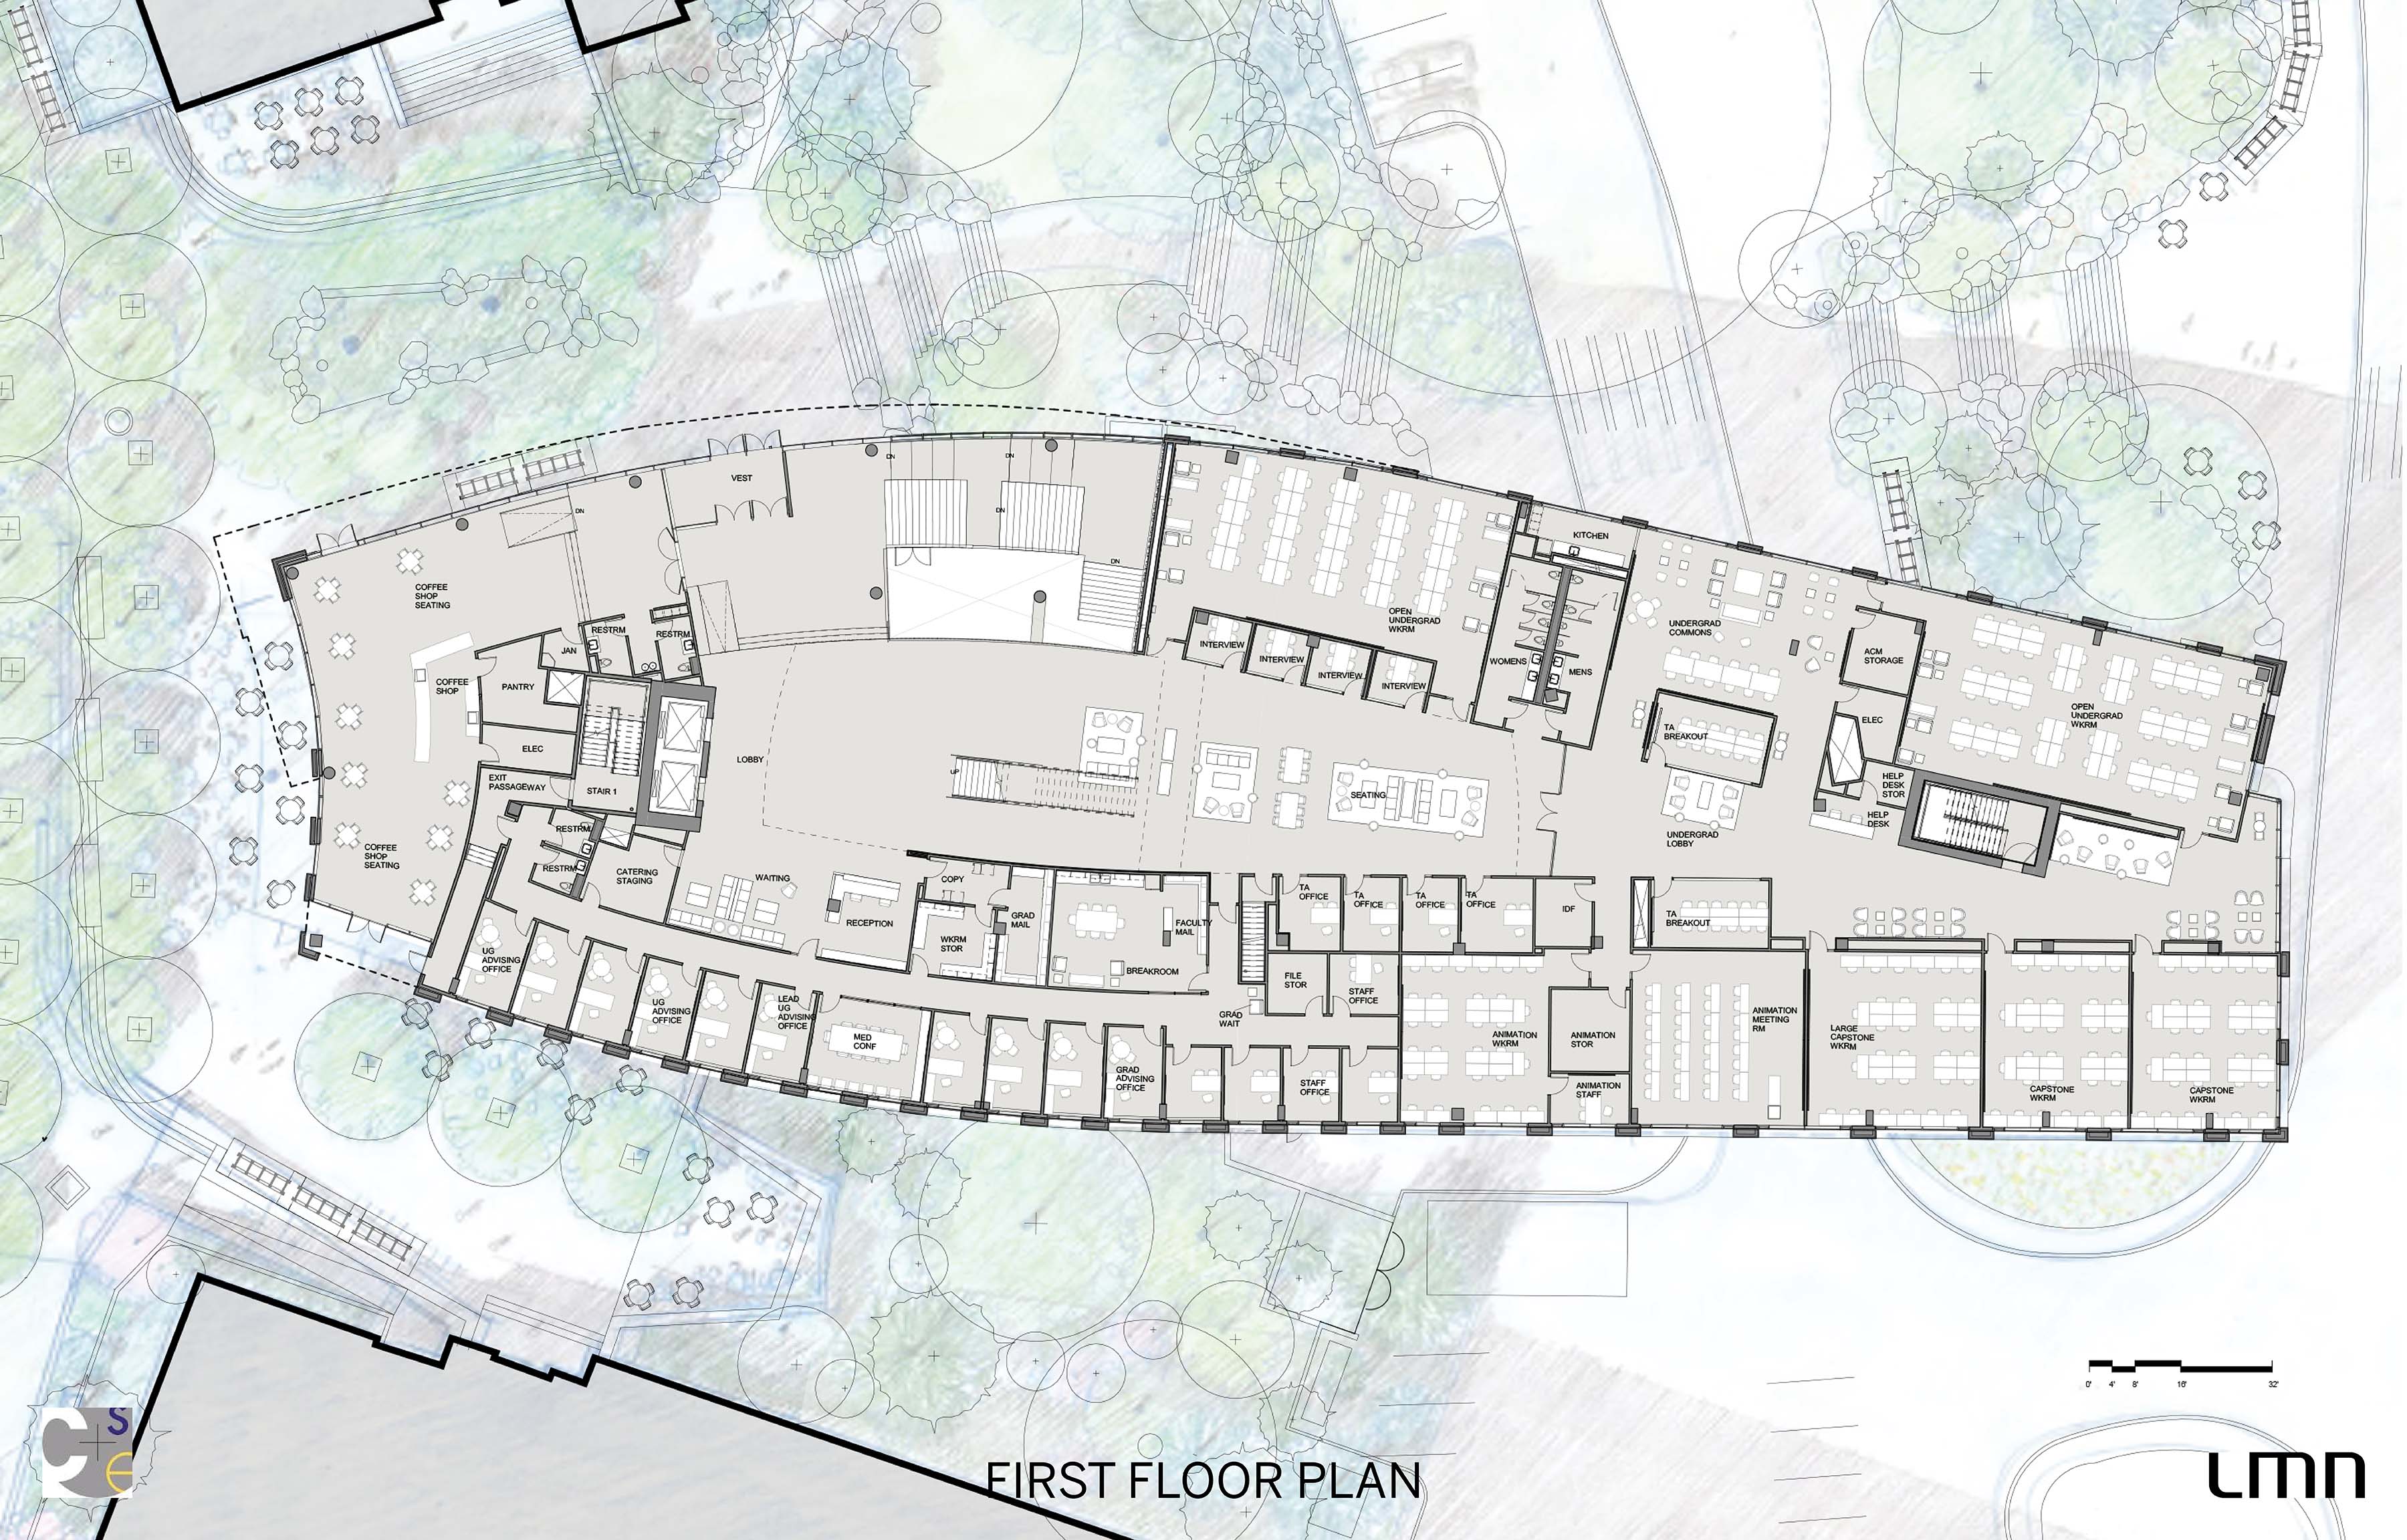 VEST
DN
DN
DN
DN
DN
COFFEE
SHOP
SEATING
RESTRM
RESTRM
JAN
COFFEE
SHOP
PANTRY
ELEC
EXIT
PASSAGEWAY
STAIR 1
LOBBY
COFFEE
SHOP
SEATING
RESTRM
RESTRM
CATERING
STAGING
WAITING
RECEPTION
UP
SEATING
OPEN
UNDERGRAD
WKRM
INTERVIEW
INTERVIEW
INTERVIEW
INTERVIEW
KITCHEN
WOMENS
MENS
UNDERGRAD
COMMONS
TA
BREAKOUT
ACM
STORAGE
ELEC
HELP
DESK
STOR
HELP
DESK
OPEN
UNDERGRAD
WKRM
UNDERGRAD
LOBBY
COPY
WKRM
STOR
GRAD
MAIL
FACULTY
MAIL
BREAKROOM
TA
OFFICE
TA
OFFICE
TA
OFFICE
TA
OFFICE
IDF
TA
BREAKOUT
UG
ADVISING
OFFICE
UG
ADVISING
OFFICE
LEAD
UG
ADVISING
OFFICE
MED
CONF
GRAD
ADVISING
OFFICE
GRAD
WAIT
FILE
STOR
STAFF
OFFICE
STAFF
OFFICE
ANIMATION
WKRM
ANIMATION
STOR
ANIMATION
STAFF
ANIMATION
MEETING
RM
LARGE
CAPSTONE
WKRM
CAPSTONE
WKRM
CAPSTONE
WKRM
0' 4' 8' 16' 32'
CSE
FIRST FLOOR PLAN
LMN